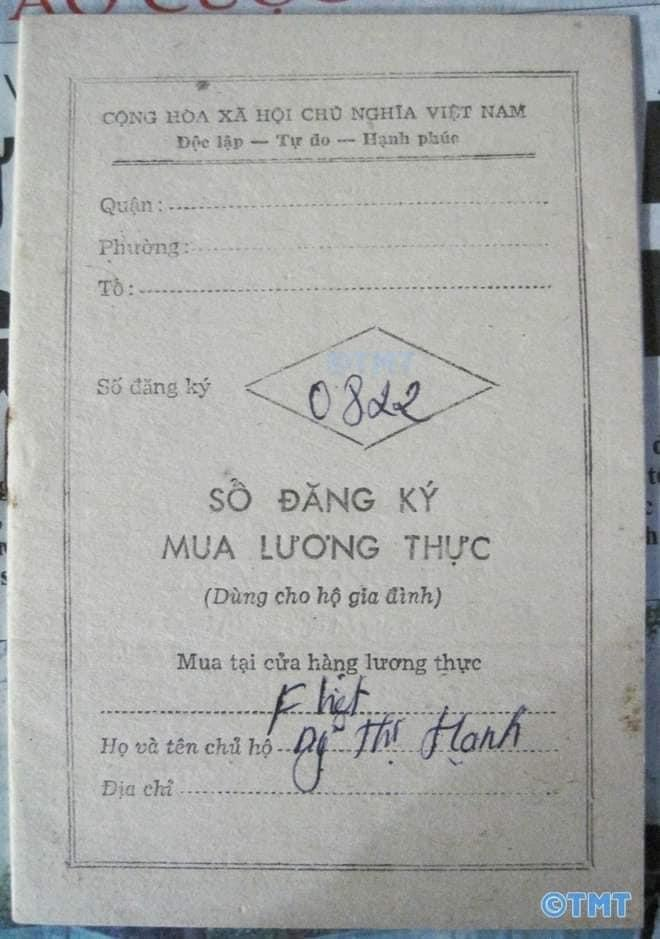 CỘNG HÒA XÃ HỘI CHỦ NGHĨA VIỆT NAM
Độc lập — Tự do — Hạnh phúc
Quận :
Phường :
Tổ :
©TMT
Số đăng ký 0822
SỔ ĐĂNG KÝ
MUA LƯƠNG THỰC
(Dùng cho hộ gia đình)
Mua tại cửa hàng lương thực
Họ và tên chủ hộ Ng̃ Thị Hạnh
Địa chỉ
©TMT